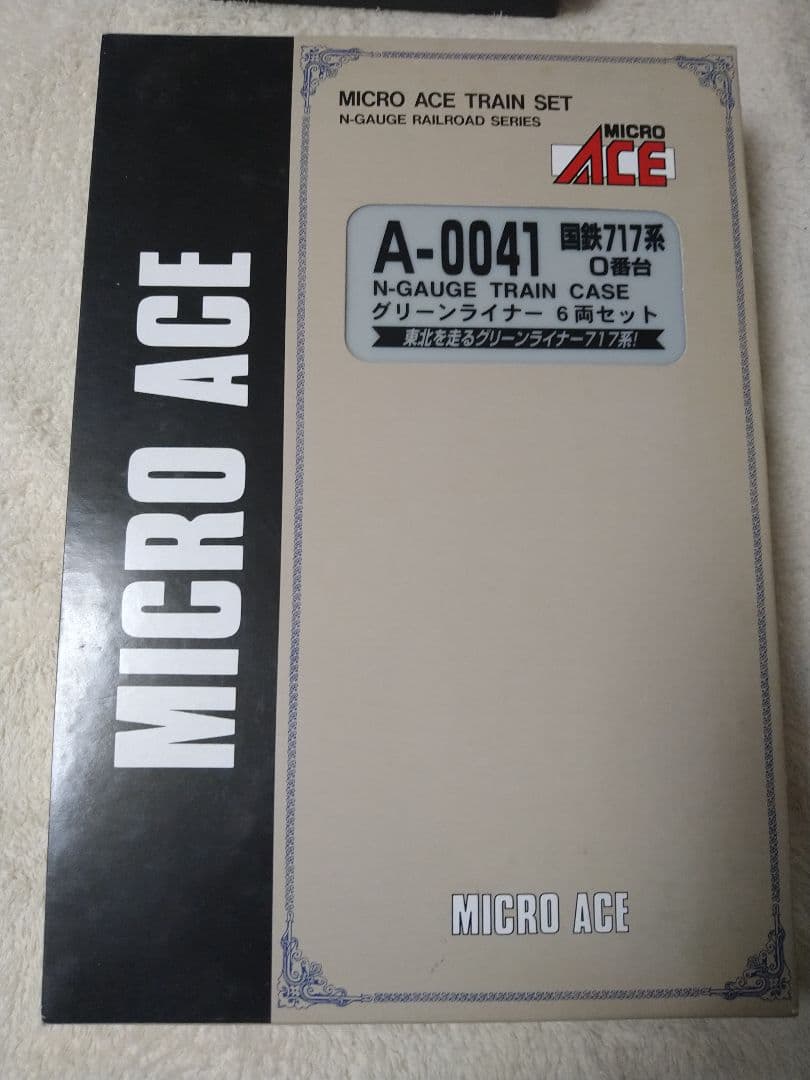 MICRO ACE
MICRO ACE TRAIN SET
N-GAUGE RAILROAD SERIES
MICRO
ACE
A-0041 国鉄717系
0番台
N-GAUGE TRAIN CASE
グリーンライナー 6両セット
東北を走るグリーンライナー717系!
MICRO ACE